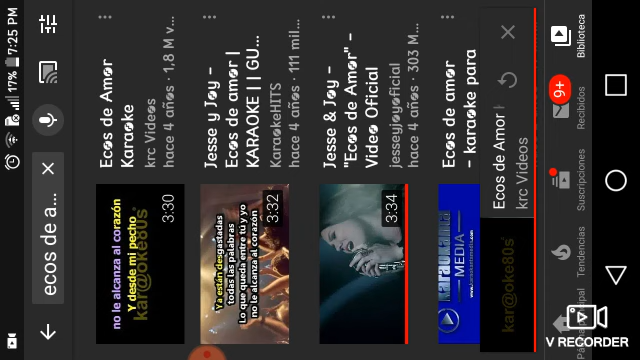 7:25 PM
17%
ecos de a...
Ecos de Amor
Karaoke
krc Videos
hace 4 años · 1,8 M v...
no le alcanza al corazón
Y desde mi pecho
kar@oke80s
3:30
Jesse y Joy -
Ecos de amor |
KARAOKE | | GU...
KaraokeHITS
hace 4 años · 111 mil...
Ya están desgastadas
todas las palabras
Lo que queda entre tú y yo
no le alcanza al corazón
3:32
Jesse & Joy -
"Ecos de Amor" -
Video Oficial
jesseyjoyoficial
hace 4 años · 303 M...
3:34
Ecos de amor
- karaoke para
karaokemedia
MEDIA
Ecos de Amor
krc Videos
kar@oke80s
Tendencias
Suscripciones
9+
Recibidos
Biblioteca
V RECORDER